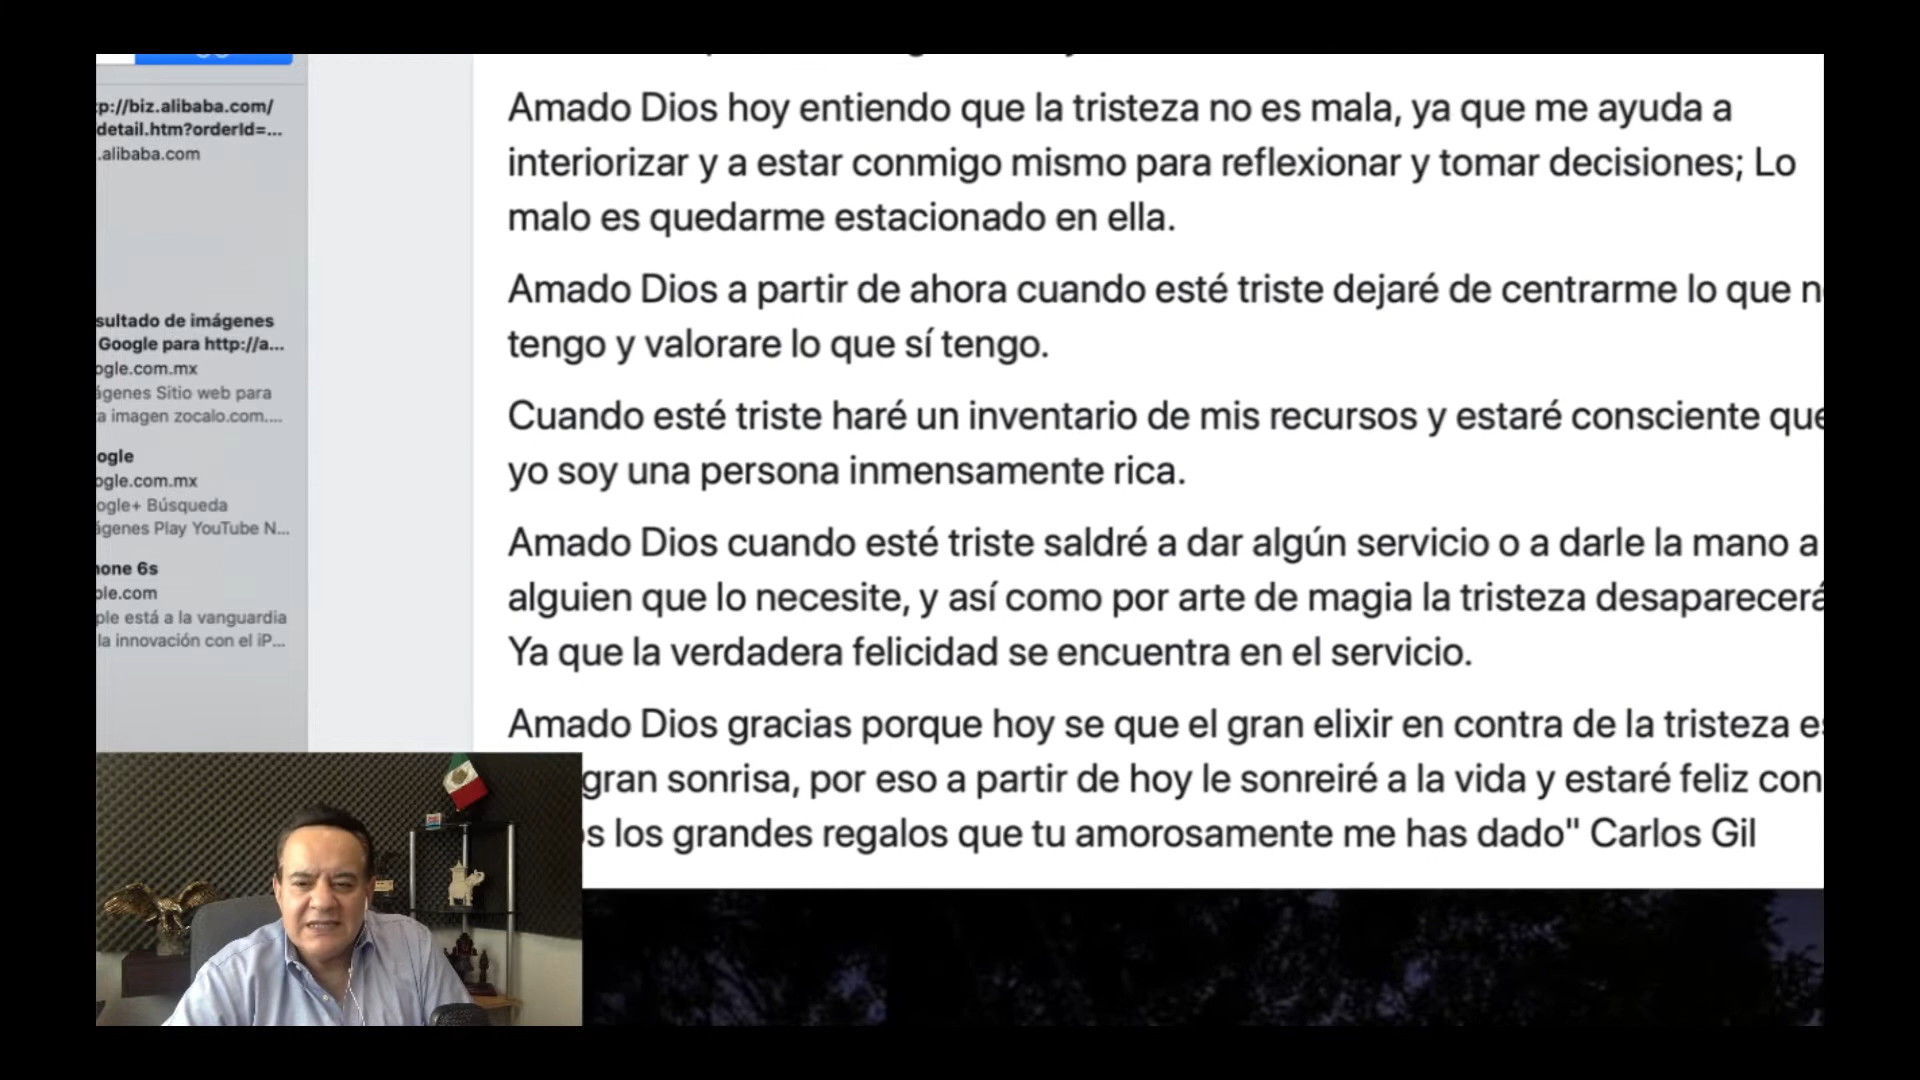 tp://biz.alibaba.com/
detail.htm?orderId=...
.alibaba.com
sultado de imágenes
Google para http://a...
ogle.com.mx
ágenes Sitio web para
a imagen zocalo.com....
ogle
ogle.com.mx
ogle+ Búsqueda
ágenes Play YouTube N...
one 6s
ple.com
ple está a la vanguardia
la innovación con el iP...
Amado Dios hoy entiendo que la tristeza no es mala, ya que me ayuda a
interiorizar y a estar conmigo mismo para reflexionar y tomar decisiones; Lo
malo es quedarme estacionado en ella.
Amado Dios a partir de ahora cuando esté triste dejaré de centrarme lo que n
tengo y valorare lo que sí tengo.
Cuando esté triste haré un inventario de mis recursos y estaré consciente que
yo soy una persona inmensamente rica.
Amado Dios cuando esté triste saldré a dar algún servicio o a darle la mano a
alguien que lo necesite, y así como por arte de magia la tristeza desaparecerá
Ya que la verdadera felicidad se encuentra en el servicio.
Amado Dios gracias porque hoy se que el gran elixir en contra de la tristeza es
gran sonrisa, por eso a partir de hoy le sonreiré a la vida y estaré feliz con
os los grandes regalos que tu amorosamente me has dado" Carlos Gil